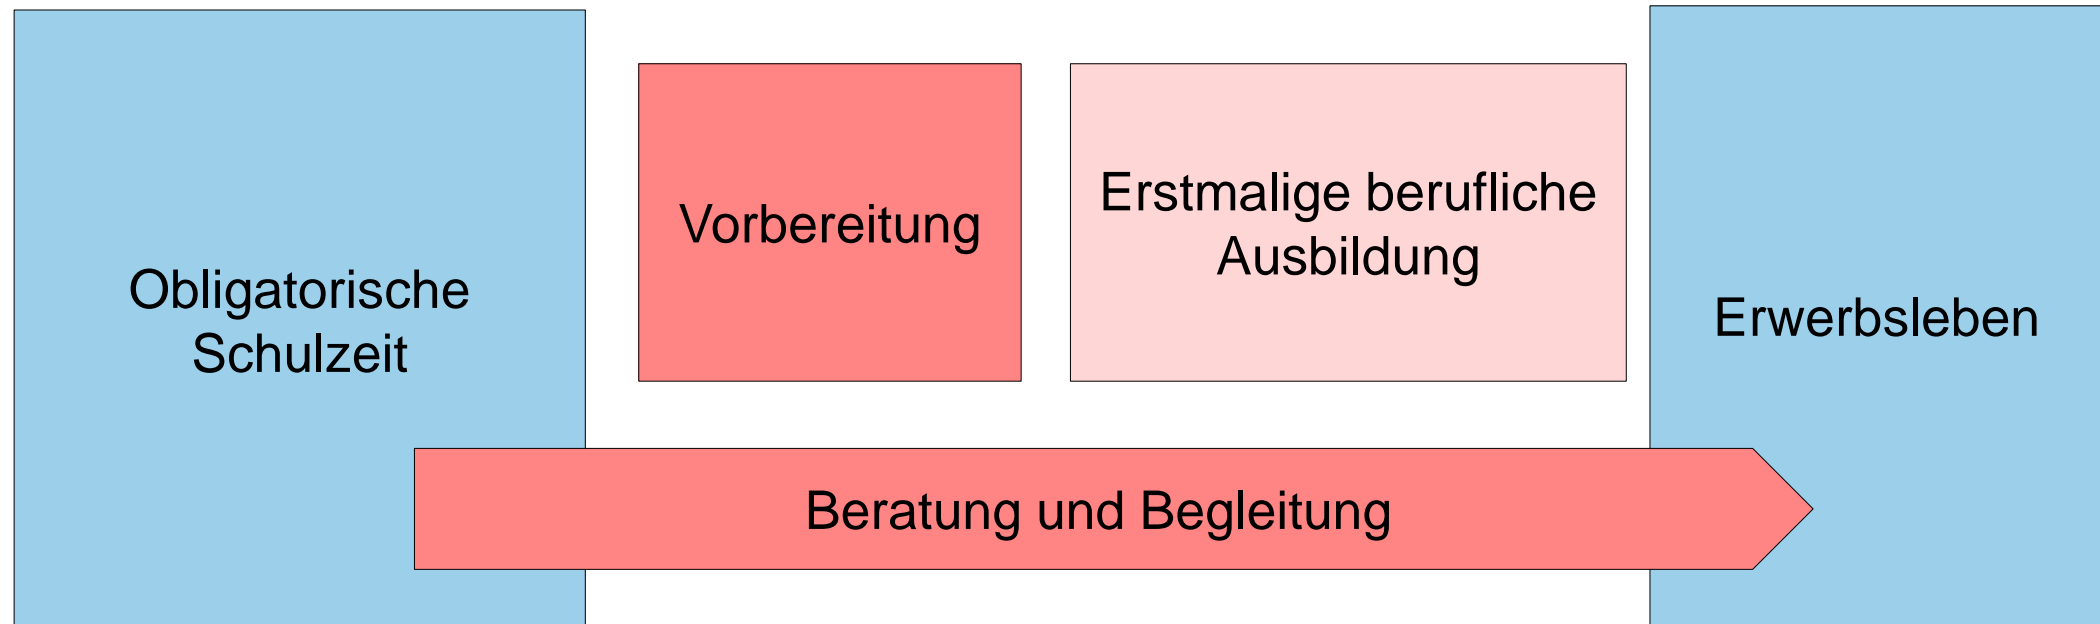 Obligatorische
Schulzeit
Vorbereitung
Erstmalige berufliche
Ausbildung
Erwerbsleben
Beratung und Begleitung